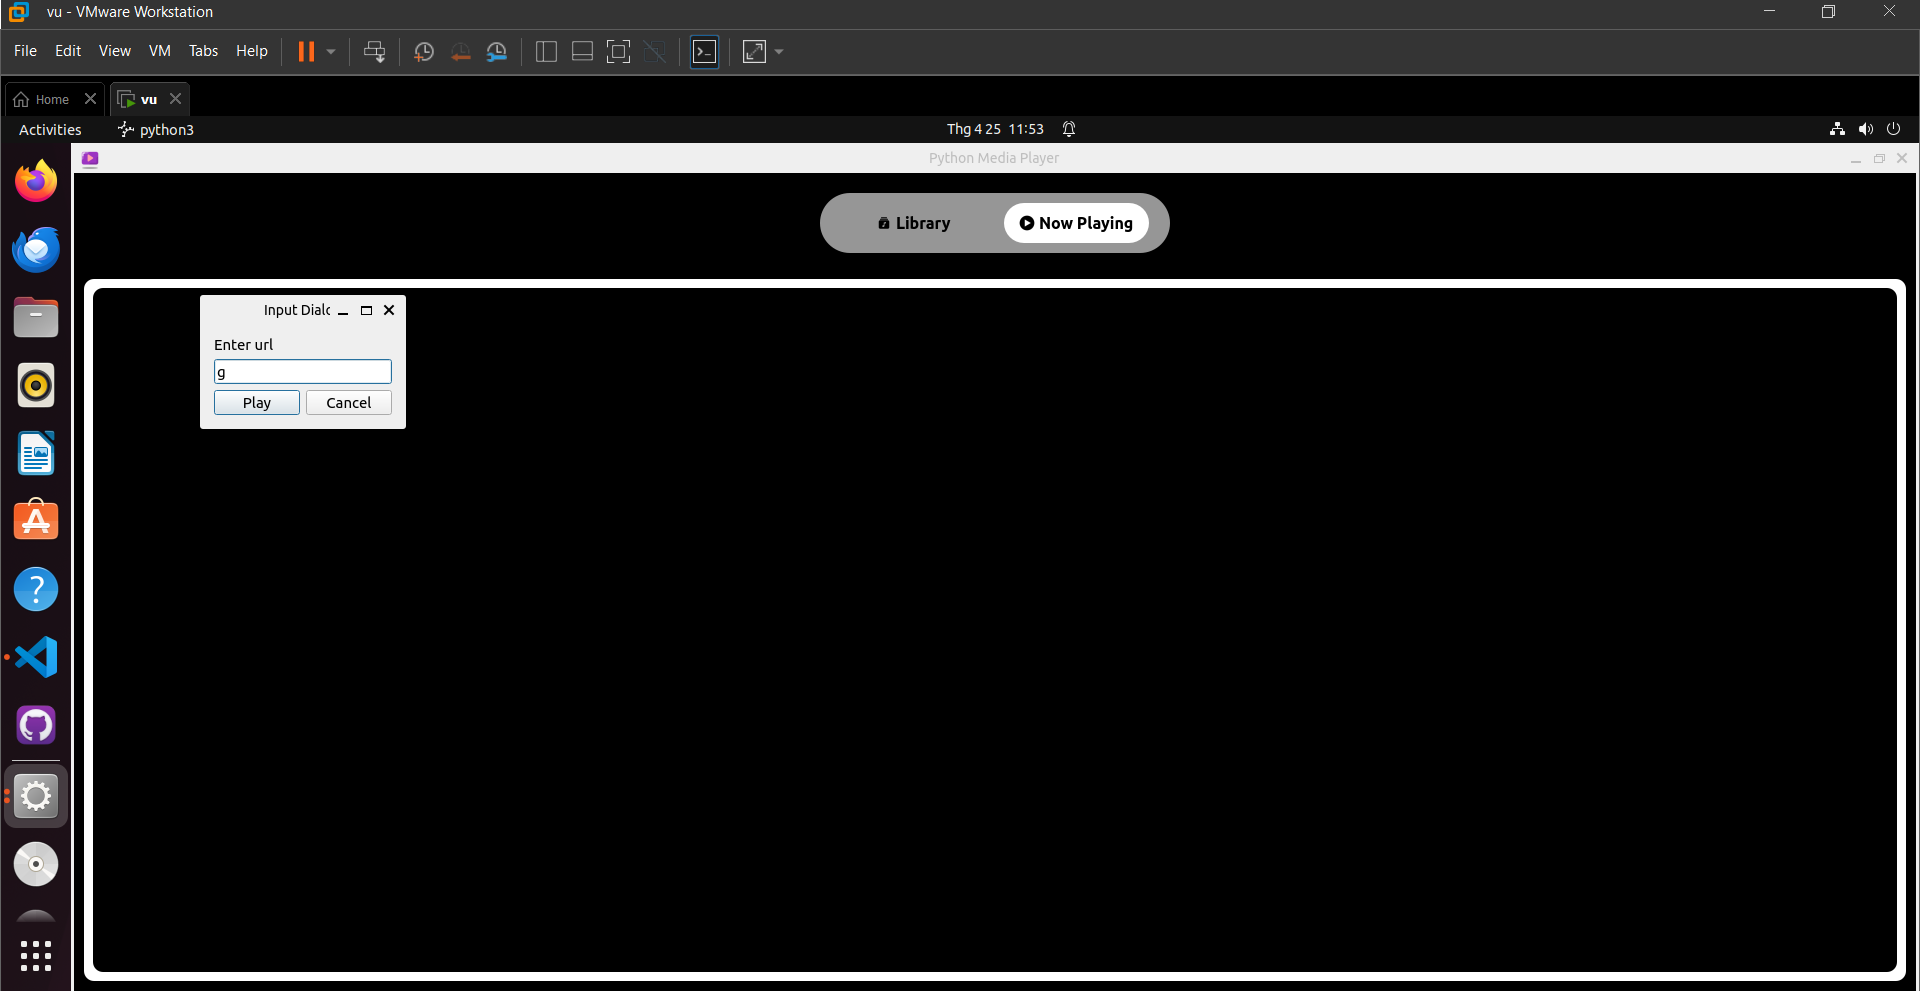 vu - VMware Workstation
File Edit View VM Tabs Help
Home
vu
Activities
python3
Thg 4 25 11:53
Python Media Player
Library
Now Playing
Input Dialo
Enter url
g
Play
Cancel